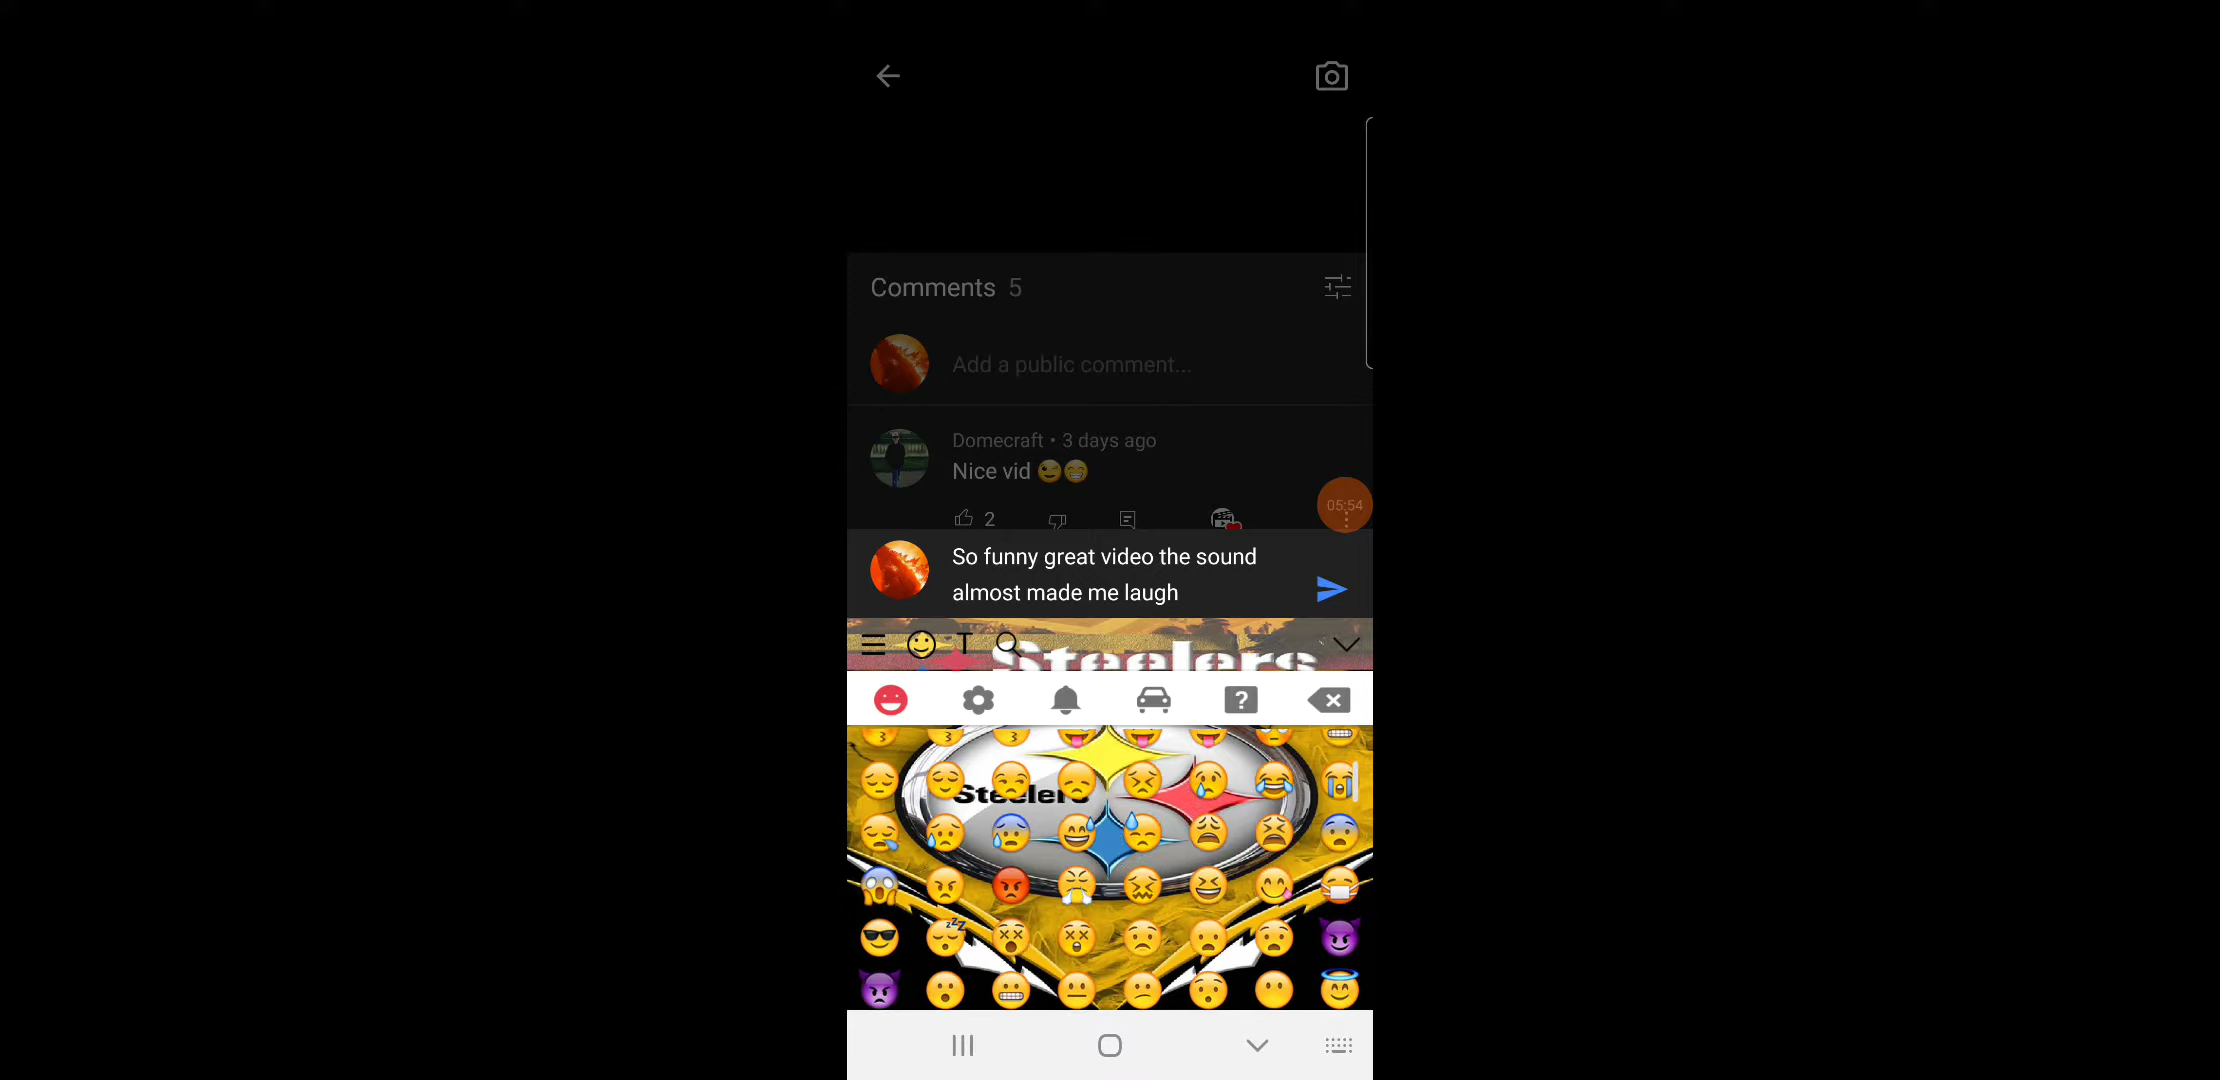 Comments 5
Add a public comment...
Domecraft • 3 days ago
Nice vid 😉😁
2
05:54
So funny great video the sound
almost made me laugh
T
Steelers
?
Steelers